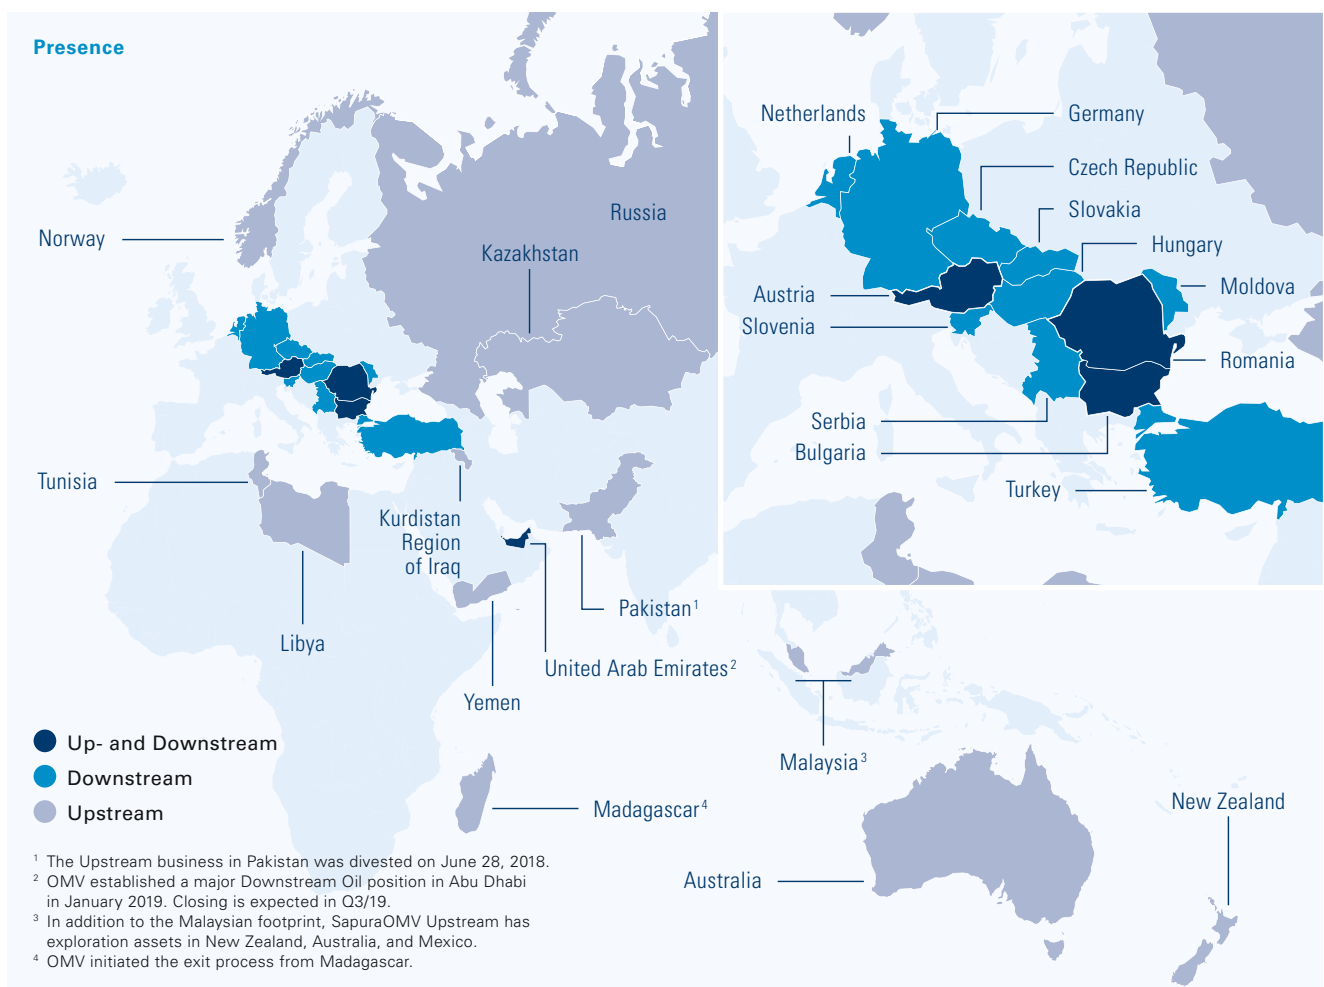 Presence
Norway
Russia
Kazakhstan
Tunisia
Kurdistan
Region
of Iraq
Libya
Pakistan¹
United Arab Emirates²
Yemen
Malaysia³
Madagascar⁴
Australia
New Zealand
Netherlands
Germany
Czech Republic
Slovakia
Hungary
Moldova
Austria
Slovenia
Romania
Serbia
Bulgaria
Turkey
Up- and Downstream
Downstream
Upstream
¹ The Upstream business in Pakistan was divested on June 28, 2018.
² OMV established a major Downstream Oil position in Abu Dhabi
in January 2019. Closing is expected in Q3/19.
³ In addition to the Malaysian footprint, SapuraOMV Upstream has
exploration assets in New Zealand, Australia, and Mexico.
⁴ OMV initiated the exit process from Madagascar.